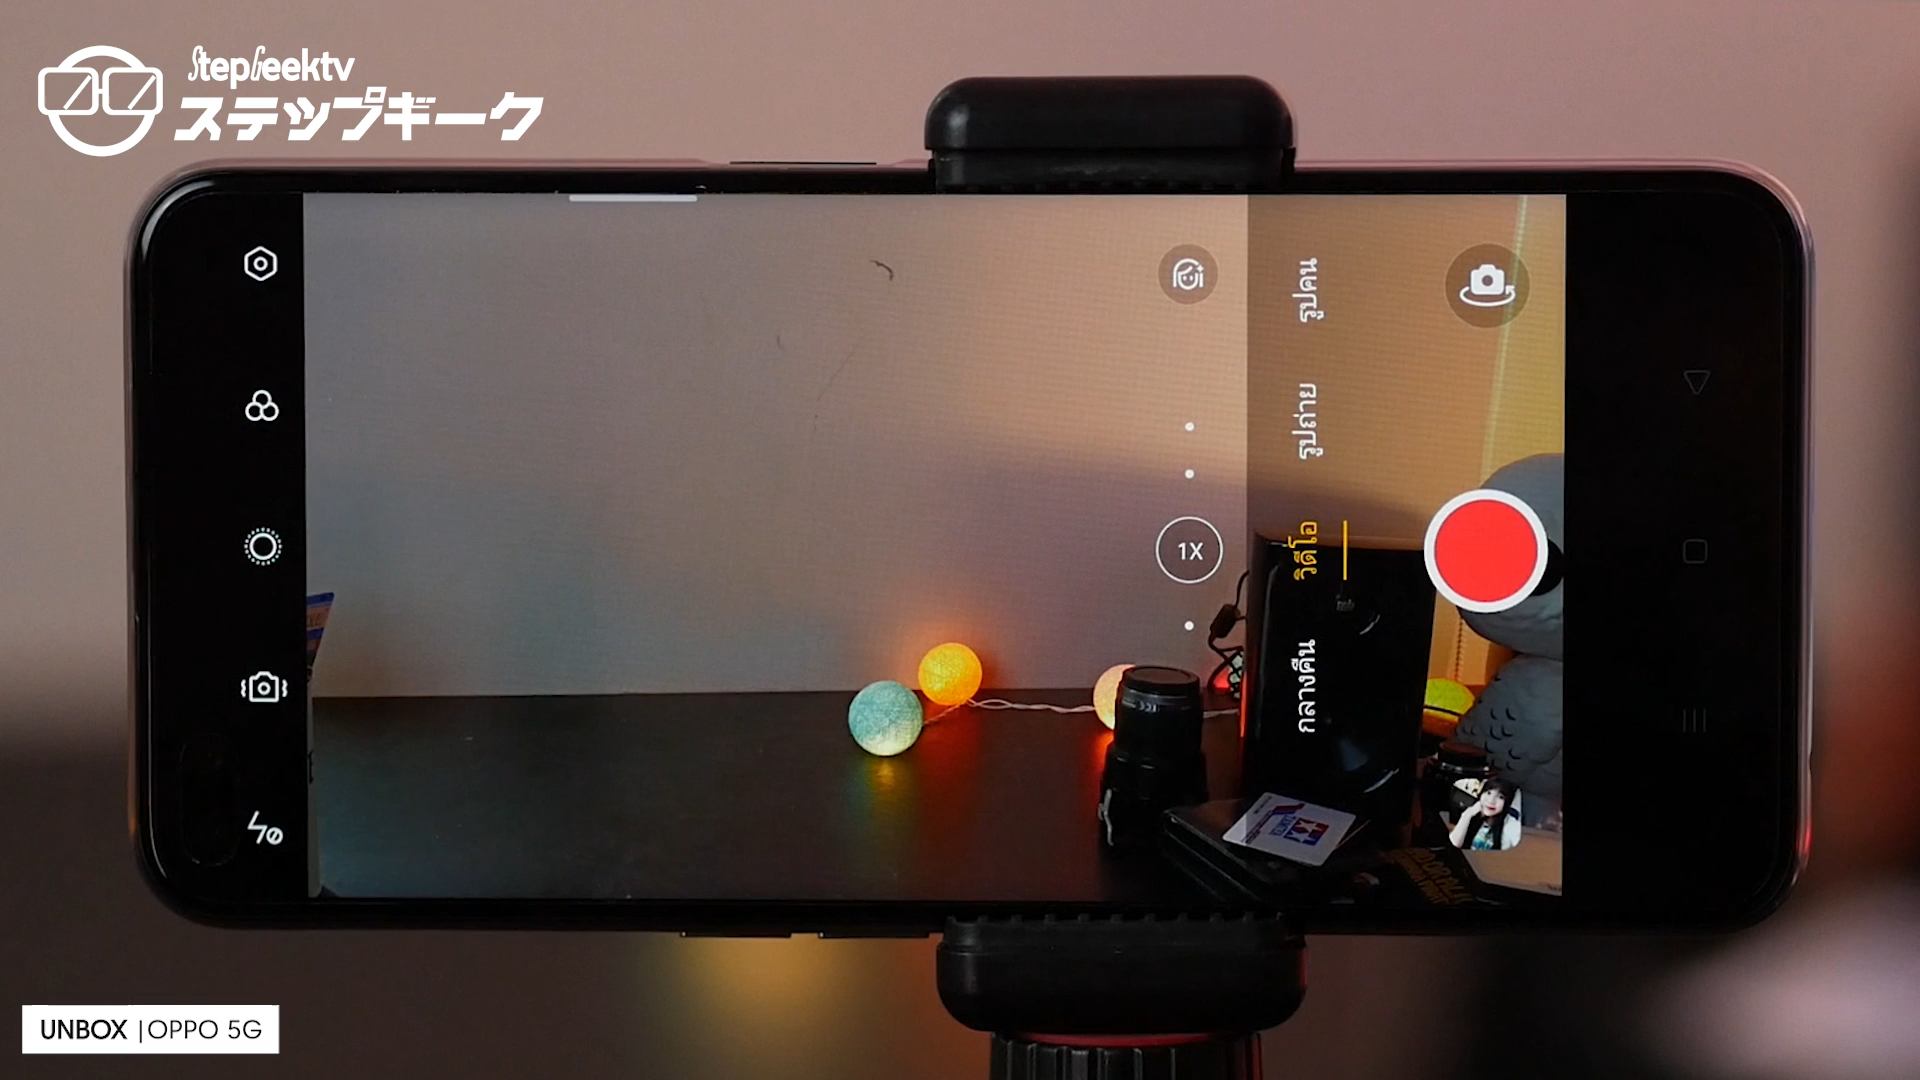 StepGeektv
ステップギーク
รูปคน
รูปถ่าย
1X
วิดีโอ
กลางคืน
UNBOX | OPPO 5G